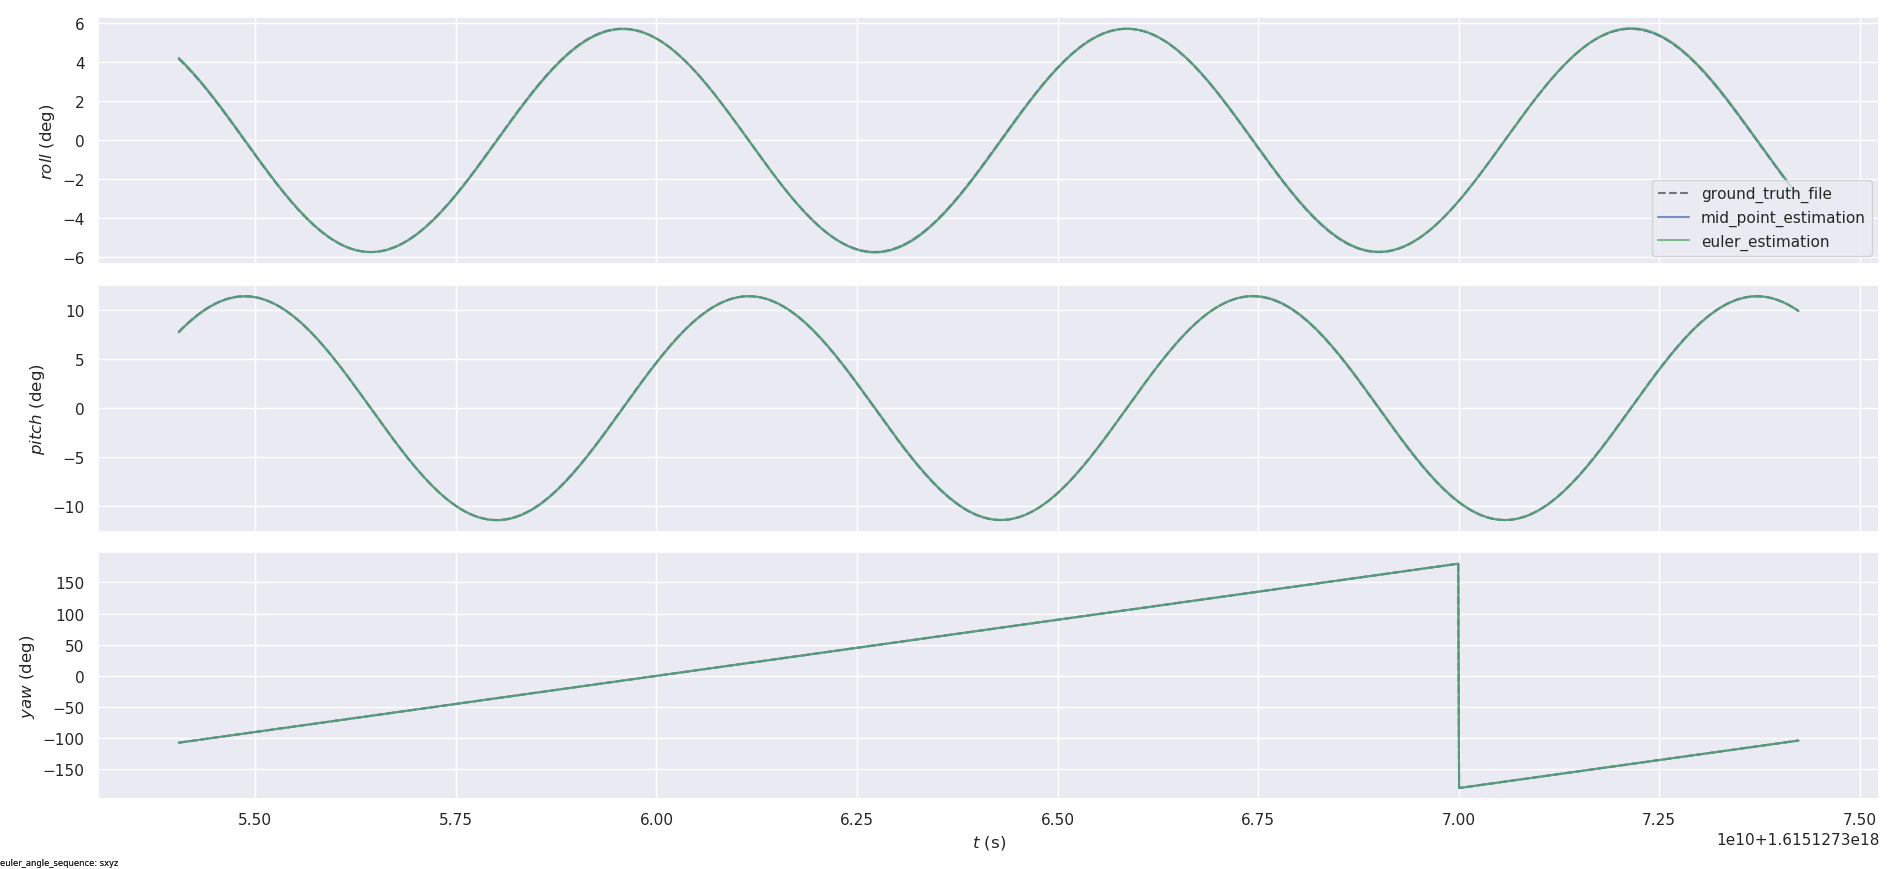 6
4
2
0
−2
−4
−6
roll (deg)
ground_truth_file
mid_point_estimation
euler_estimation
10
5
0
−5
−10
pitch (deg)
150
100
50
0
−50
−100
−150
yaw (deg)
5.50 5.75 6.00 6.25 6.50 6.75 7.00 7.25 7.50
t (s)
1e10+1.6151273e18
euler_angle_sequence: sxyz